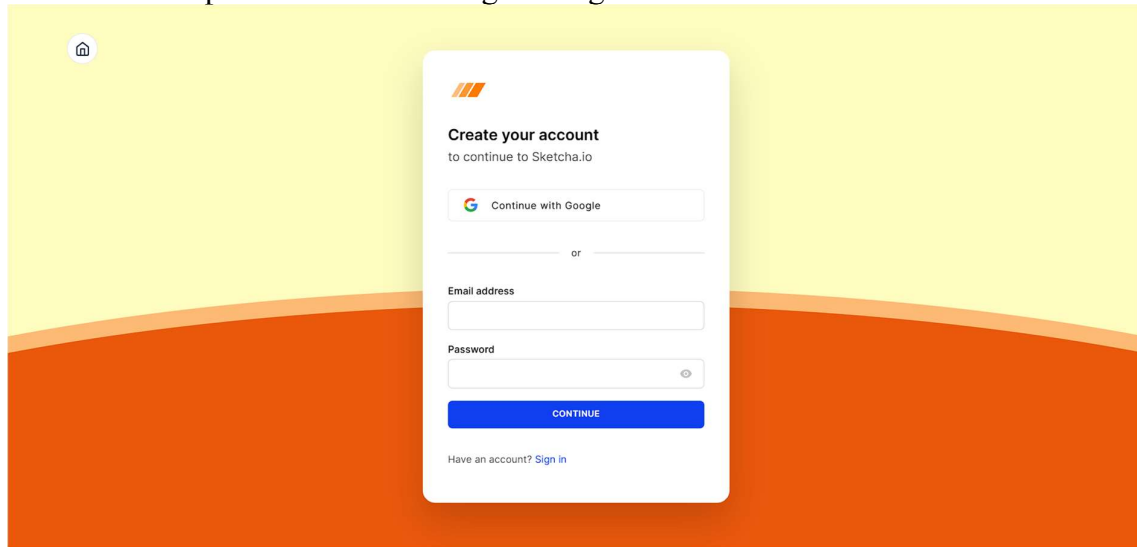 Create your account
to continue to Sketcha.io
Continue with Google
or
Email address
Password
CONTINUE
Have an account? Sign in